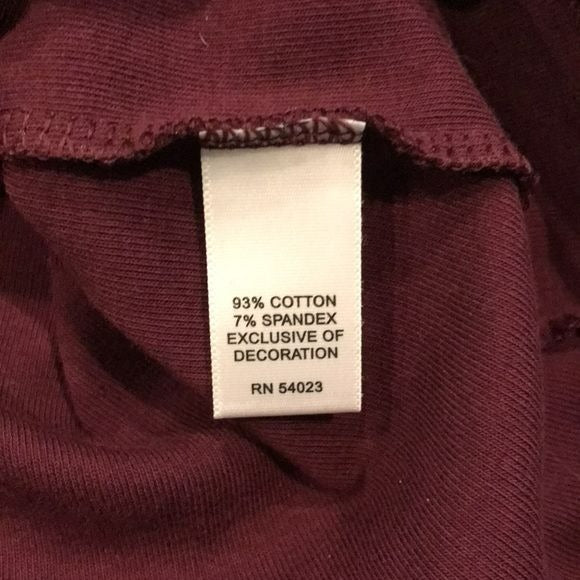 93% COTTON
7% SPANDEX
EXCLUSIVE OF
DECORATION
RN 54023